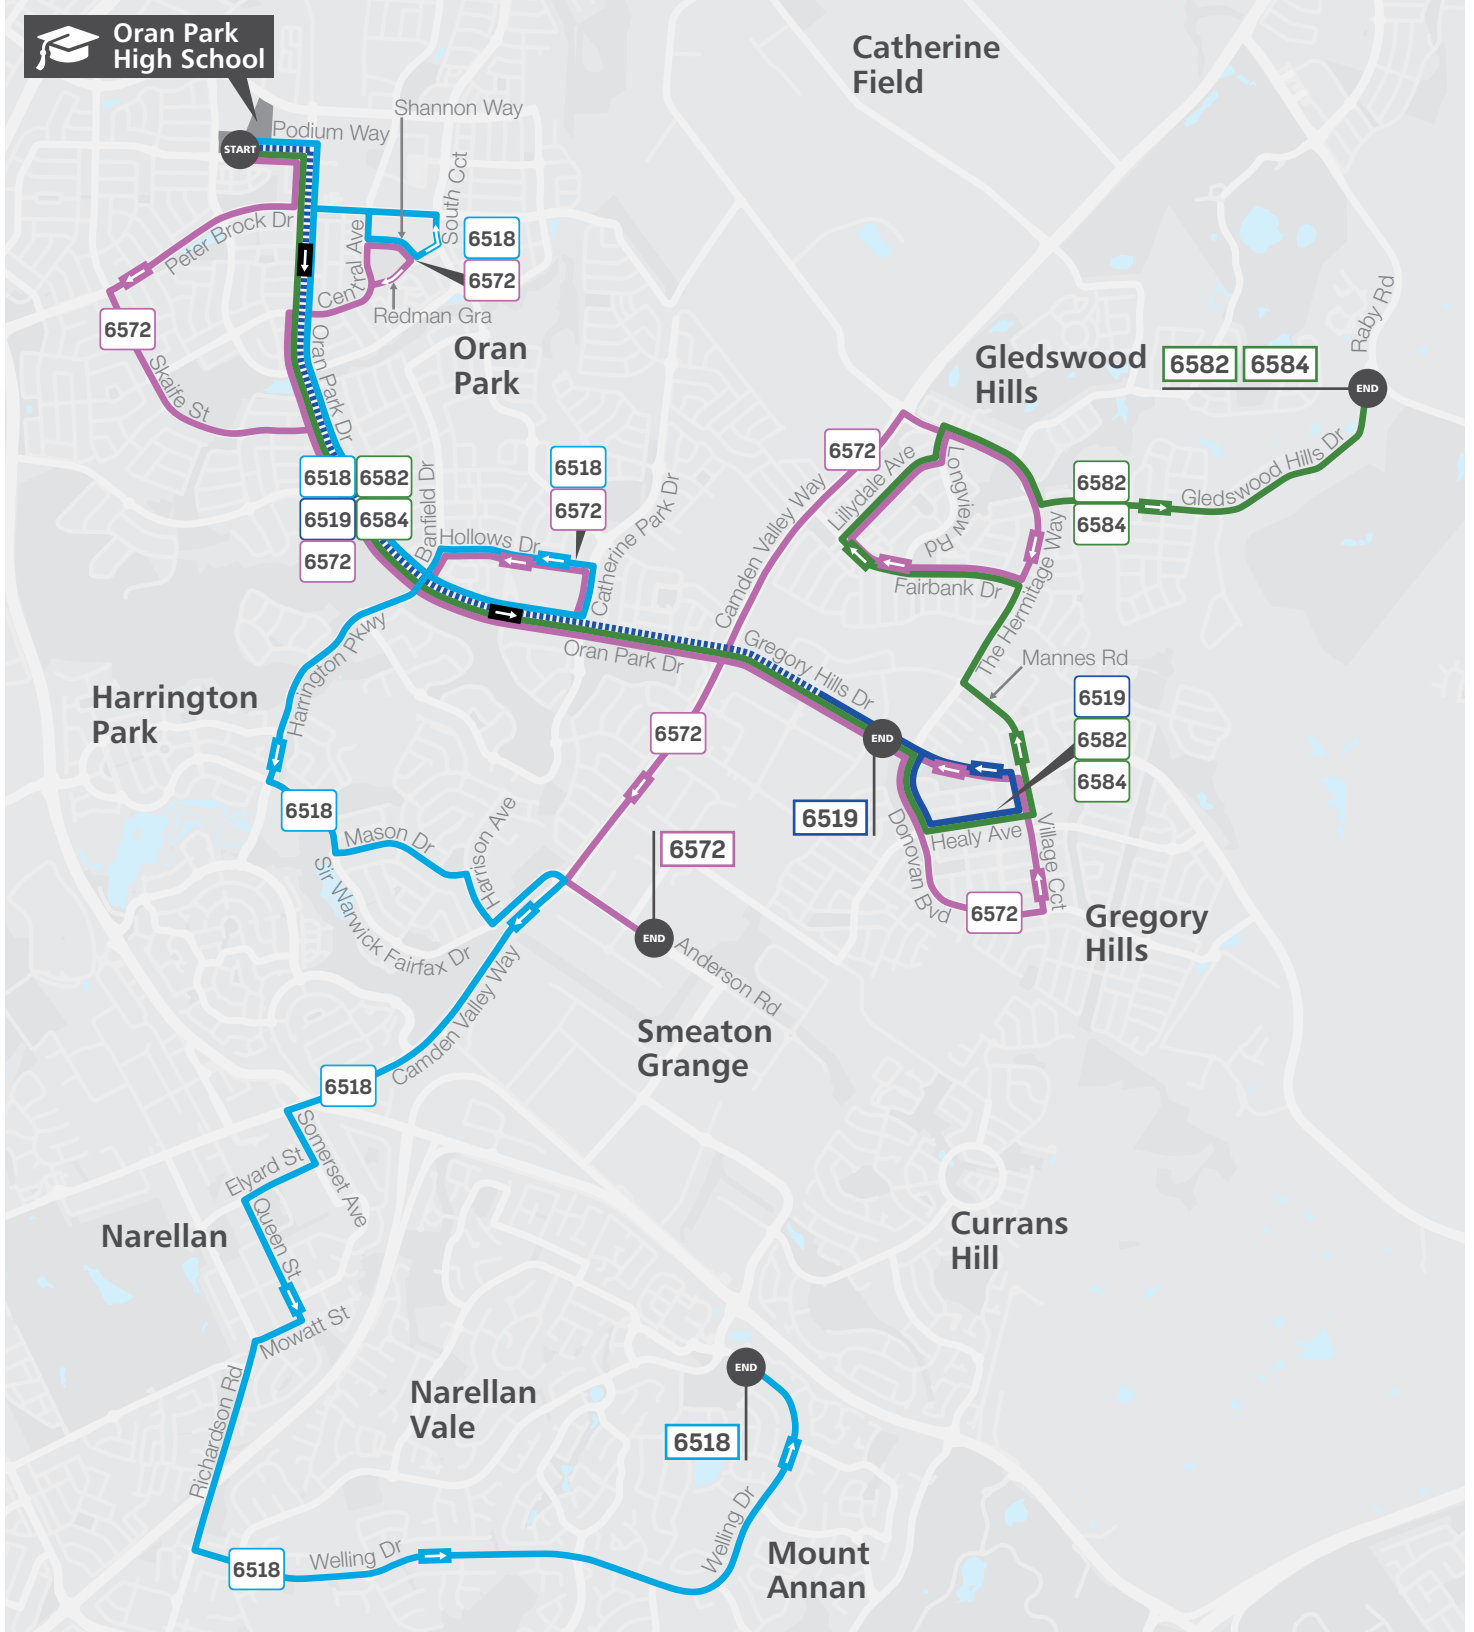 Oran Park
High School
Catherine
Field
Shannon Way
Podium Way
START
South Cct
Peter Brock Dr
Central Ave
6518
6572
Central
Redman Gra
6572
Oran
Park
Oran Park Dr
Skaife St
Raby Rd
Gledswood
Hills
6582
6584
END
6572
Lillydale Ave
Longview
Rd
6518
6582
6519
6584
6572
Banfield Dr
6518
6572
Hollows Dr
Catherine Park Dr
Camden Valley Way
6582
6584
Gledswood Hills Dr
Fairbank Dr
The Hermitage Way
Oran Park Dr
Gregory Hills Dr
Mannes Rd
Harrington Pkwy
Harrington
Park
6519
6582
6584
6572
END
6519
6518
Mason Dr
Harrison Ave
Sir Warwick Fairfax Dr
6572
Donovan Bvd
Healy Ave
Village Cct
6572
Gregory
Hills
END
Anderson Rd
Camden Valley Way
Smeaton
Grange
6518
Somerset Ave
Elyard St
Queen St
Narellan
Currans
Hill
Mowatt St
Richardson Rd
END
Narellan
Vale
6518
Welling Dr
6518
Welling Dr
Mount
Annan